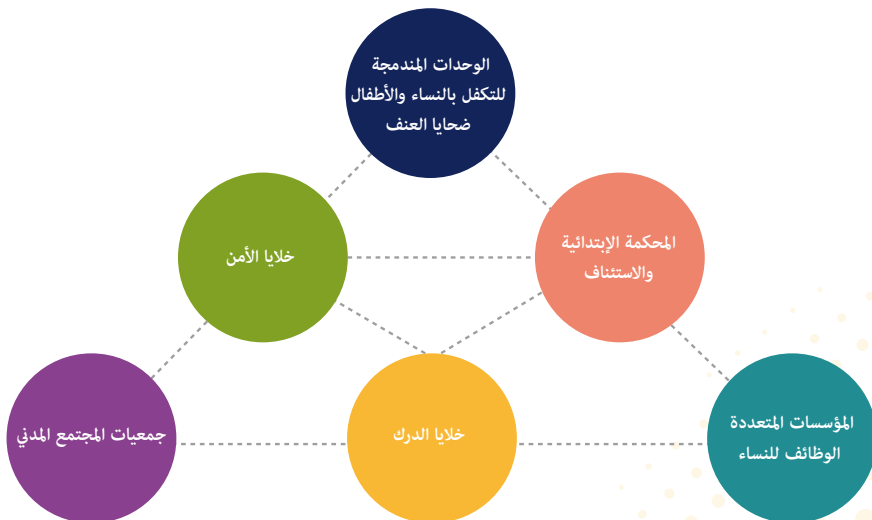 الوحدات المندمجة
للتكفل بالنساء والأطفال
ضحايا العنف
خلايا الأمن
المحكمة الإبتدائية
والاستئناف
جمعيات المجتمع المدني
خلايا الدرك
المؤسسات المتعددة
الوظائف للنساء